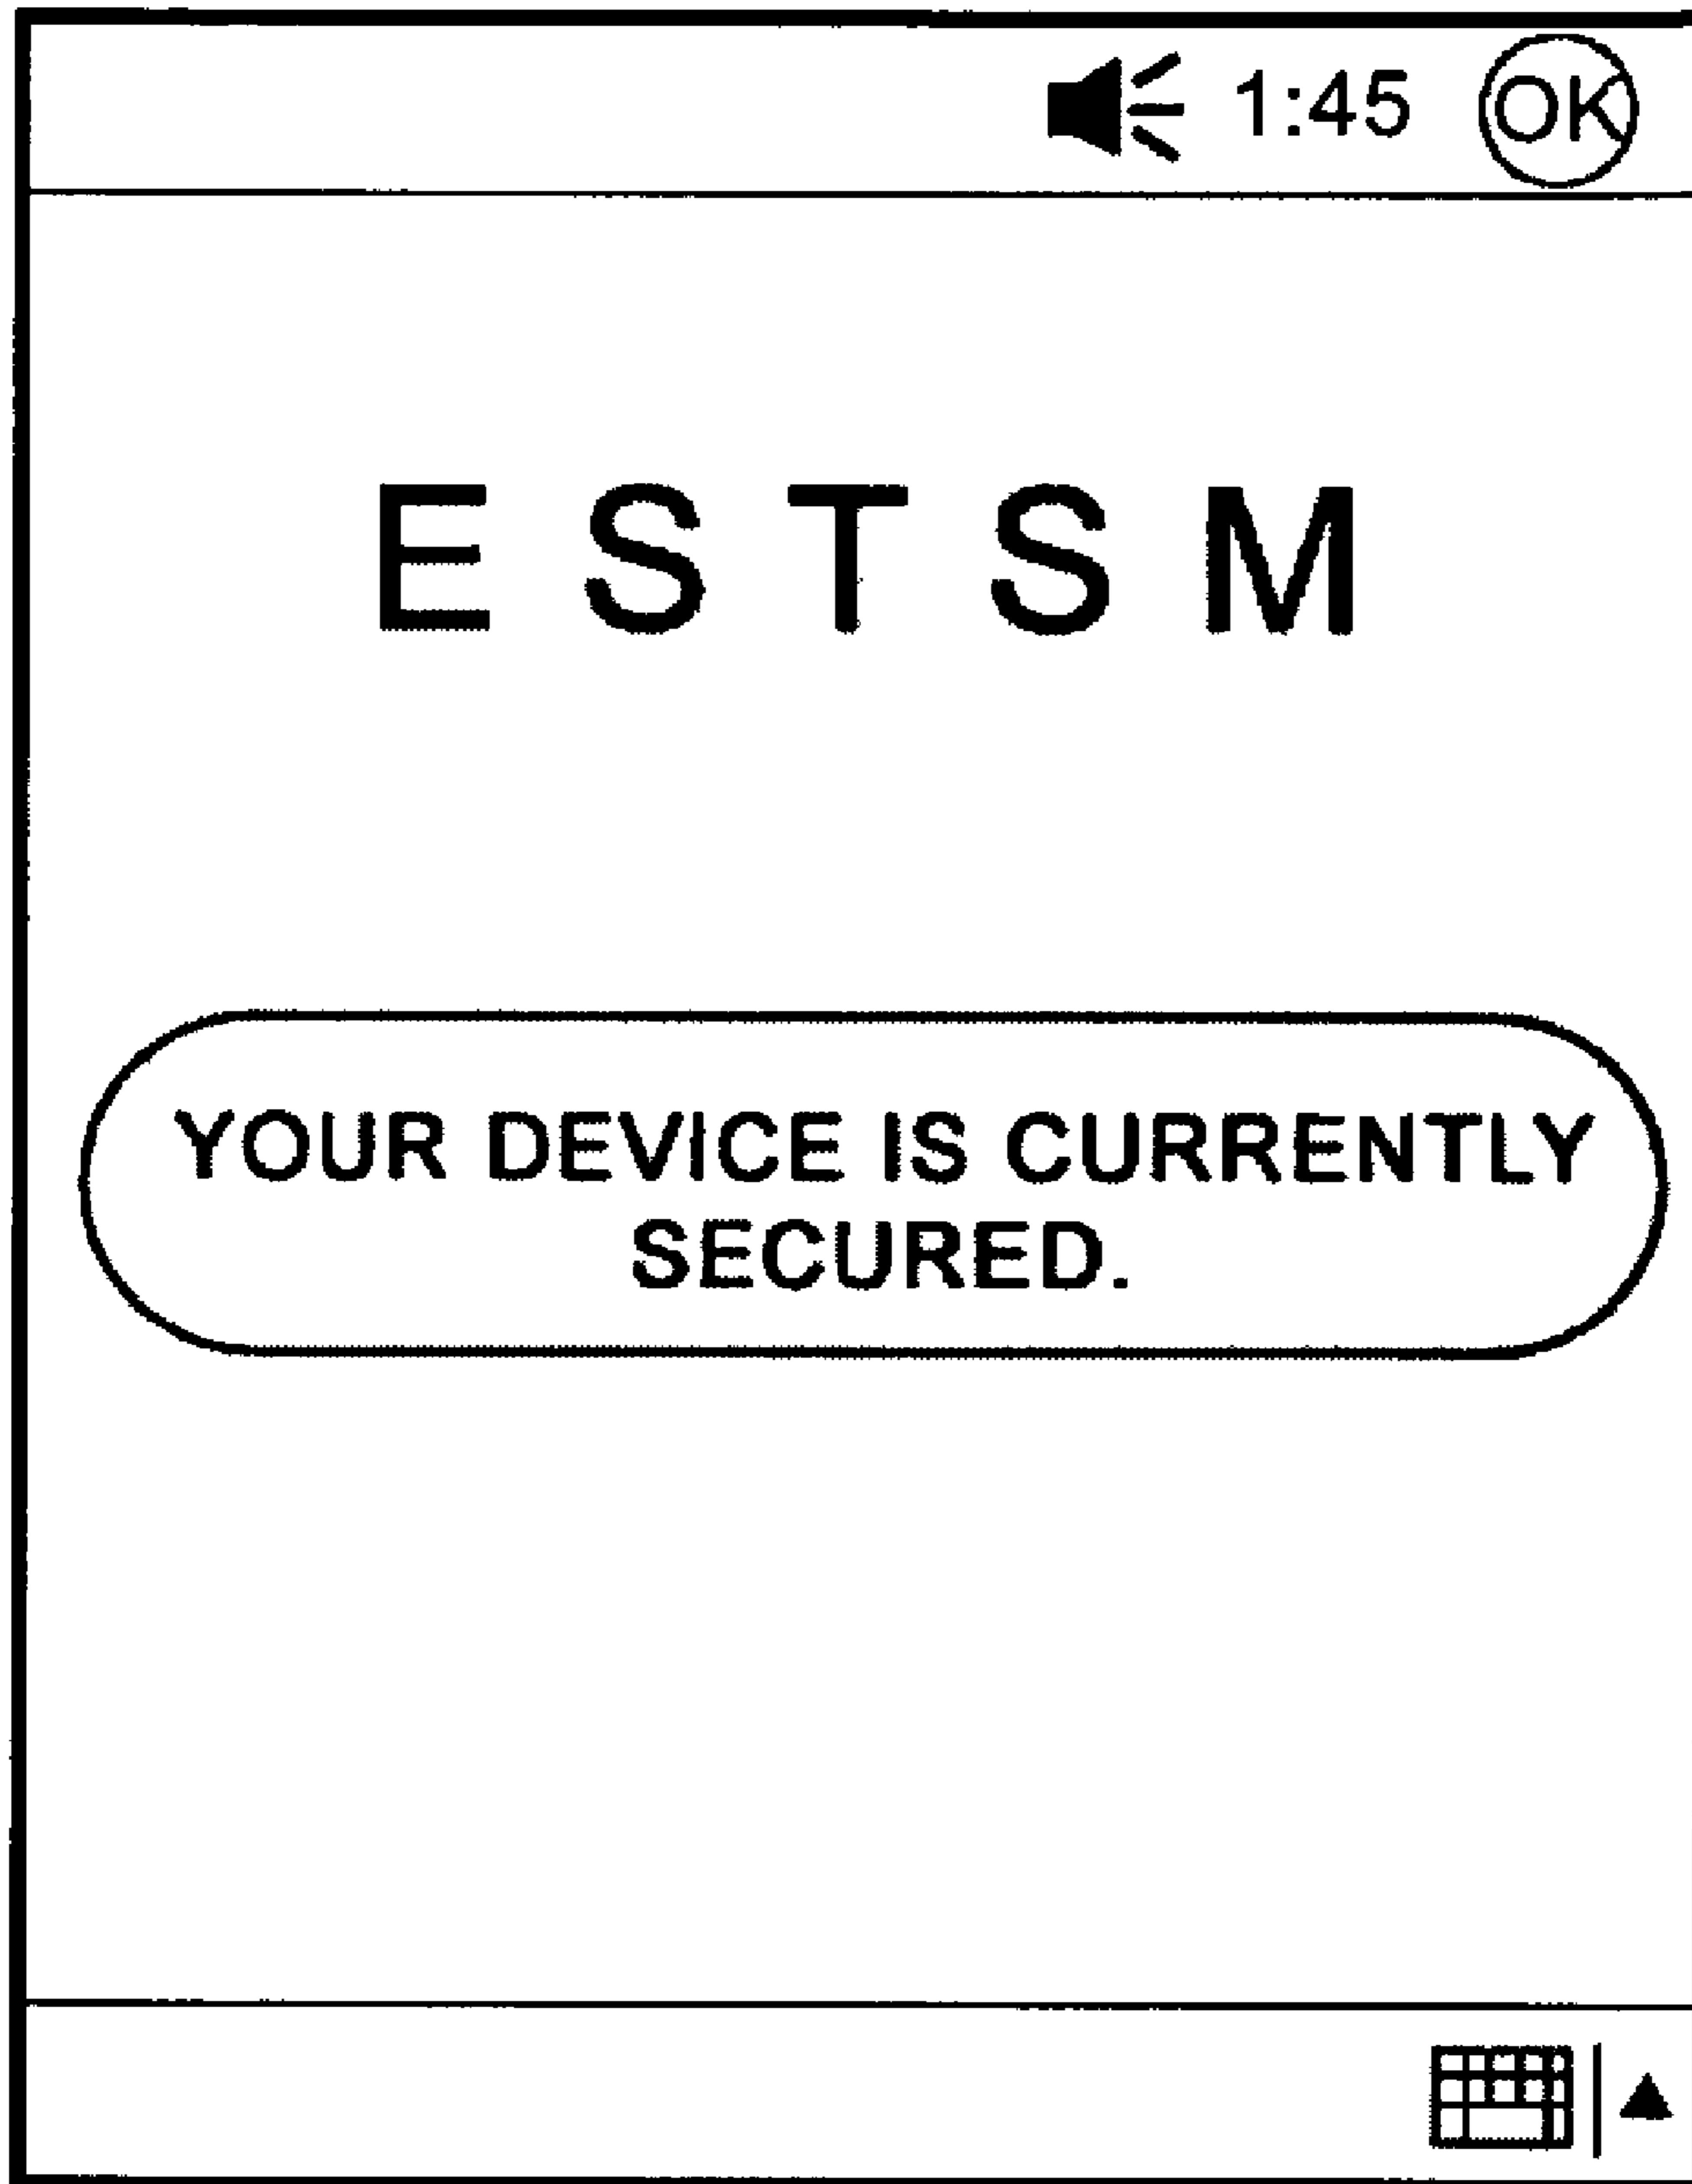 1:45 OK
E S T S M
YOUR DEVICE IS CURRENTLY
SECURED.